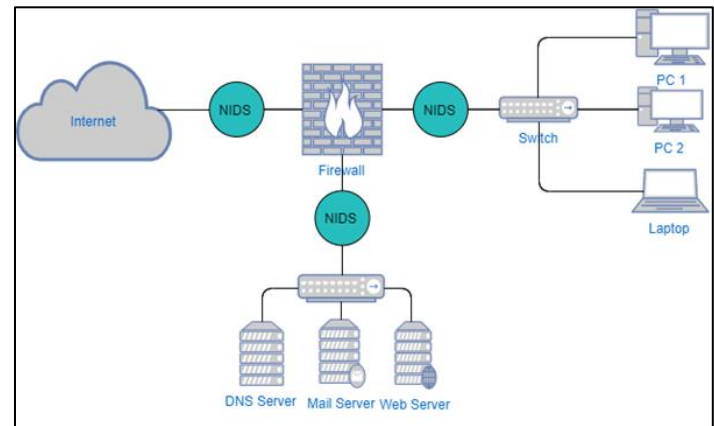 PC 1
NIDS
NIDS
Internet
Switch
PC 2
Firewall
NIDS
Laptop
DNS Server
Mail Server
Web Server